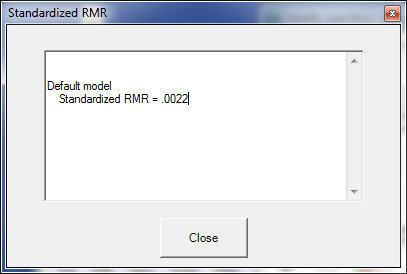 Standardized RMR
Default model
Standardized RMR = .0022
Close